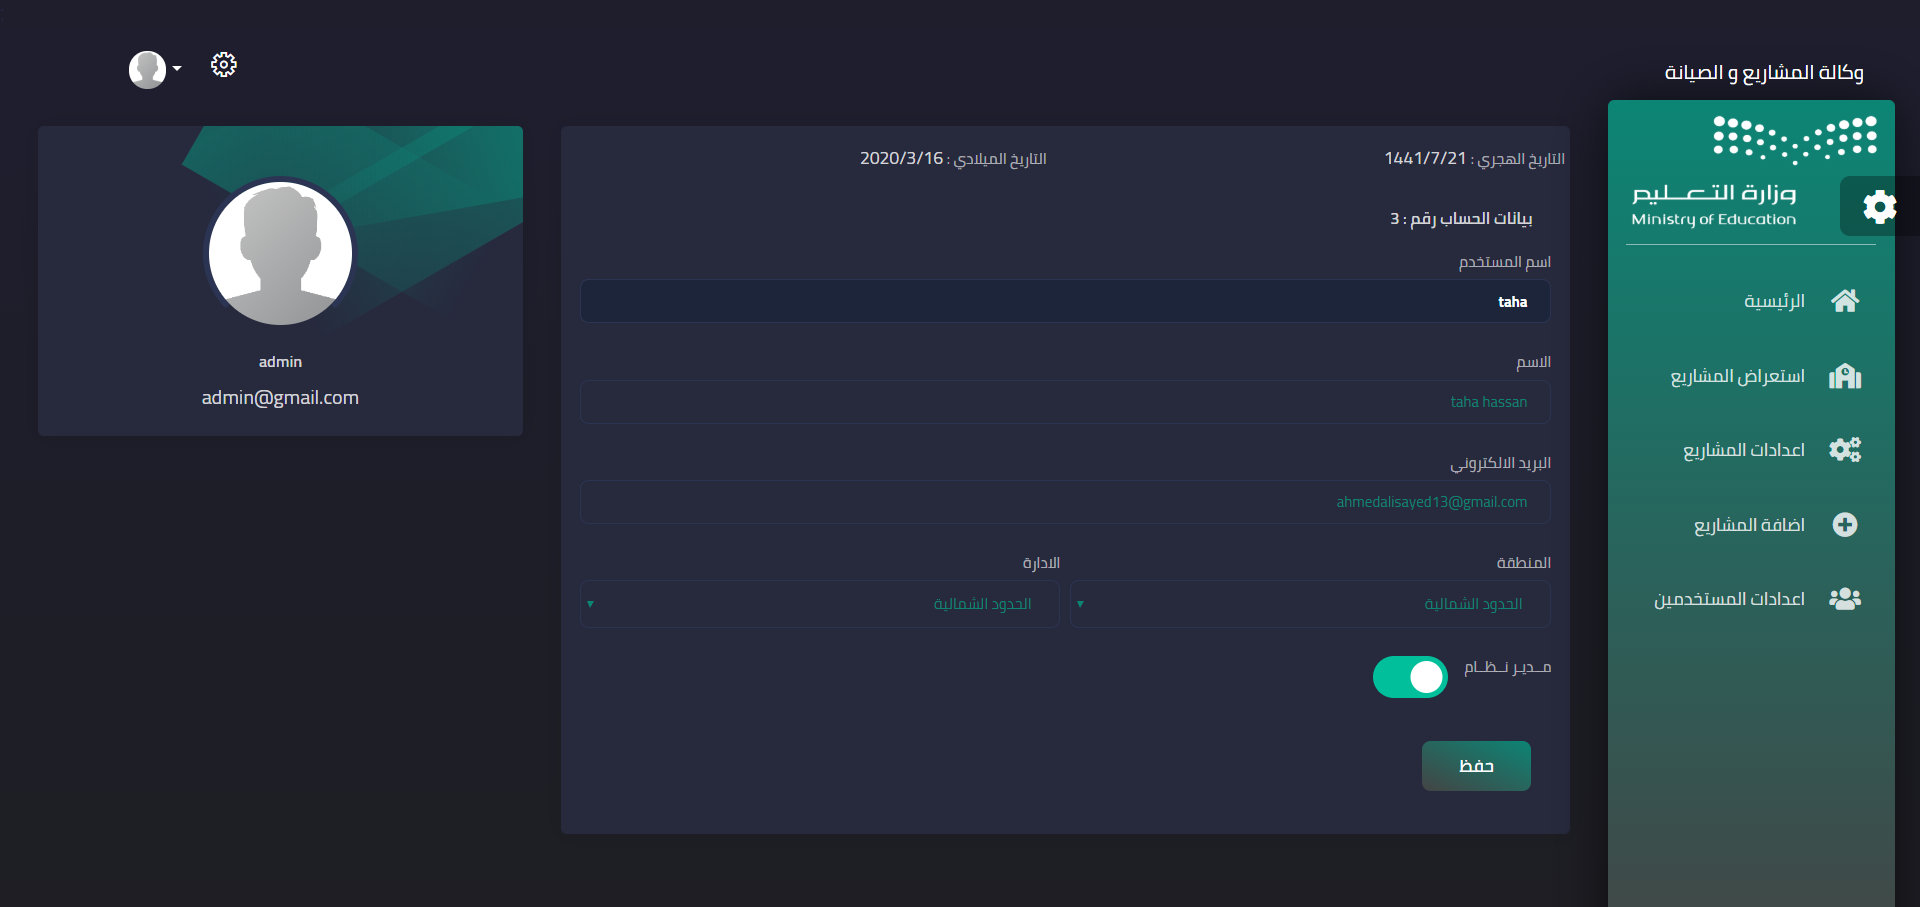 وكالة المشاريع و الصيانة
وزارة التعليم
Ministry of Education
الرئيسية
استعراض المشاريع
اعدادات المشاريع
اضافة المشاريع
اعدادات المستخدمين
التاريخ الهجري : 1441/7/21
التاريخ الميلادي : 2020/3/16
بيانات الحساب رقم : 3
اسم المستخدم
taha
الاسم
taha hassan
البريد الالكتروني
ahmedalisayed13@gmail.com
المنطقة
الحدود الشمالية
الادارة
الحدود الشمالية
مــديـر نــظــام
حفظ
admin
admin@gmail.com